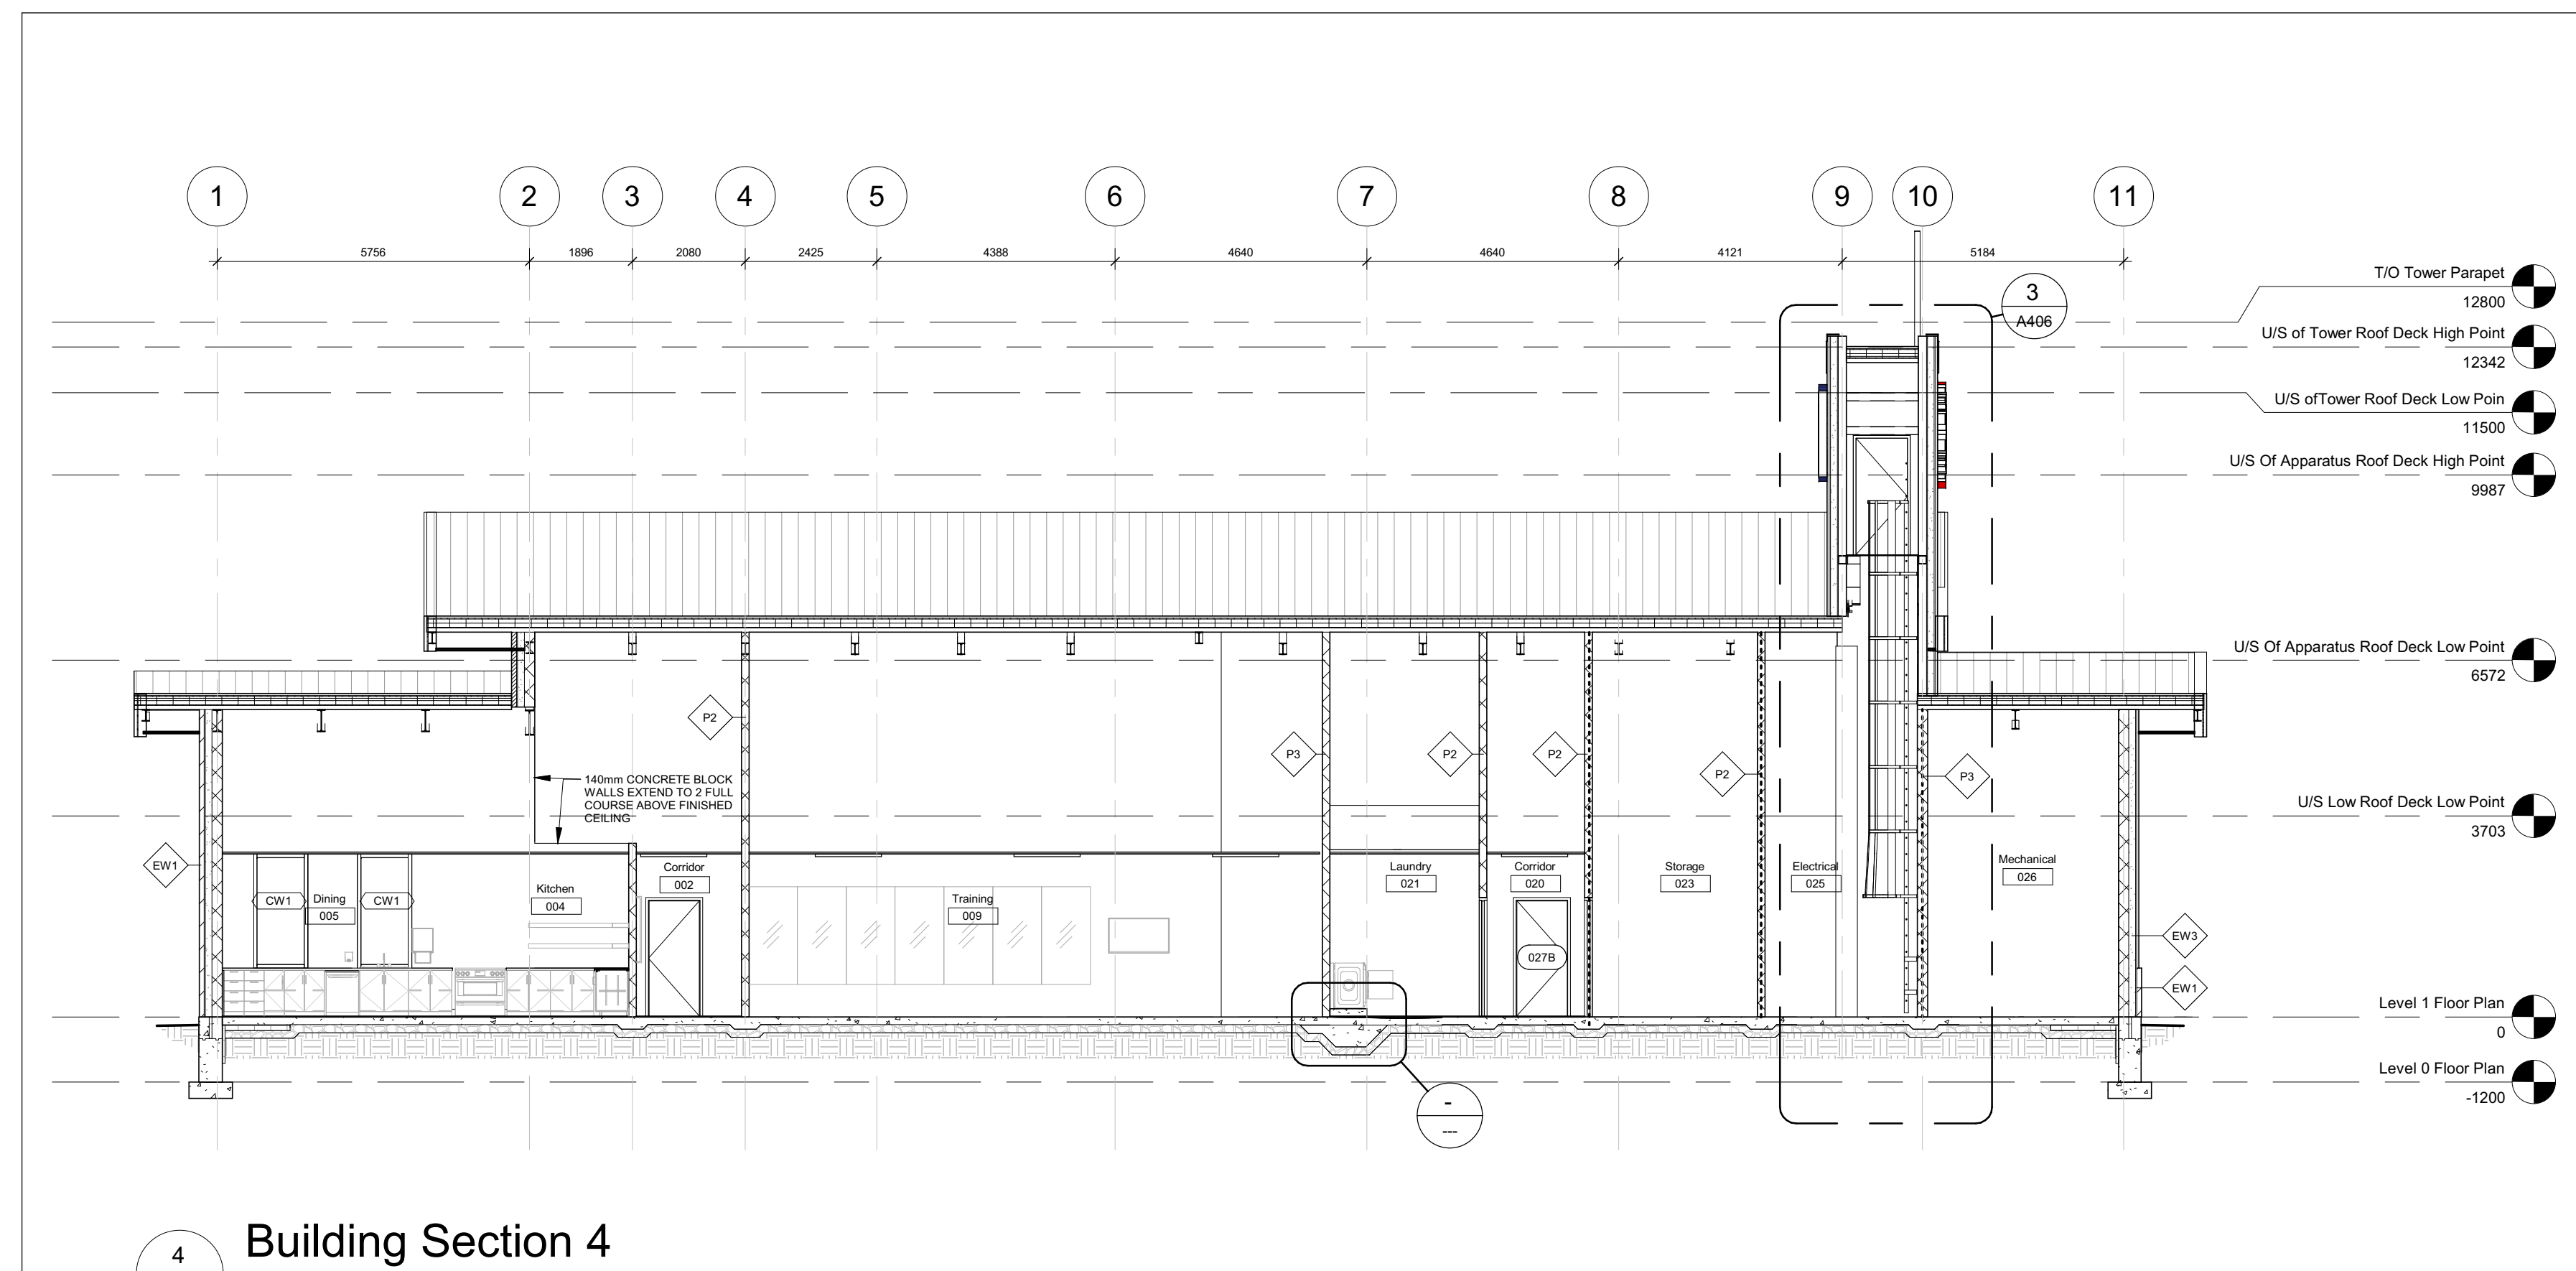 1 2 3 4 5 6 7 8 9 10 11
5756 1896 2080 2425 4388 4640 4640 4121 5184
T/O Tower Parapet
12800
3
A406
U/S of Tower Roof Deck High Point
12342
U/S ofTower Roof Deck Low Poin
11500
U/S Of Apparatus Roof Deck High Point
9987
U/S Of Apparatus Roof Deck Low Point
6572
P2
P3
P2
P2
P2
P3
140mm CONCRETE BLOCK
WALLS EXTEND TO 2 FULL
COURSE ABOVE FINISHED
CEILING
U/S Low Roof Deck Low Point
3703
EW1
CW1
Dining
005
CW1
Kitchen
004
Corridor
002
Training
009
Laundry
021
Corridor
020
027B
Storage
023
Electrical
025
Mechanical
026
EW3
EW1
Level 1 Floor Plan
0
Level 0 Floor Plan
-1200
-
---
4
Building Section 4